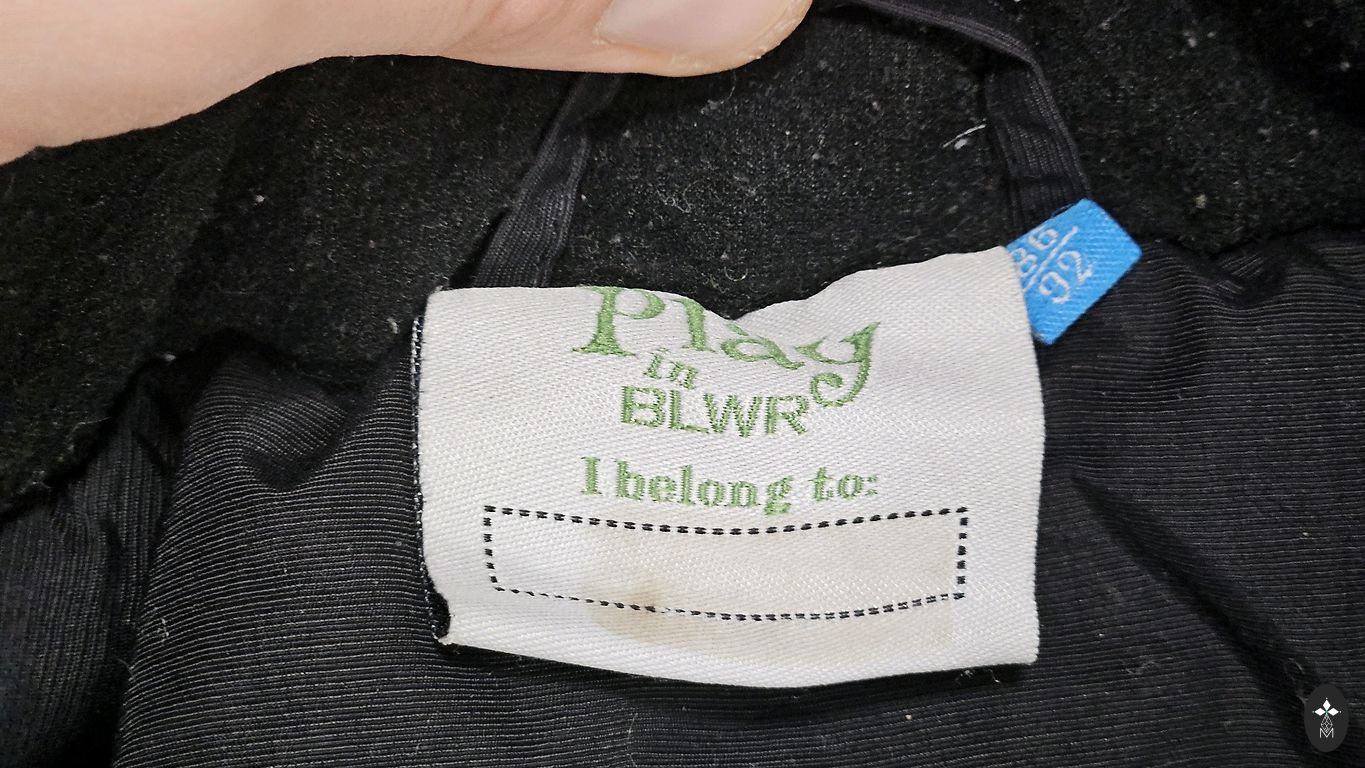 Play
in
BLWR
I belong to:
86/92